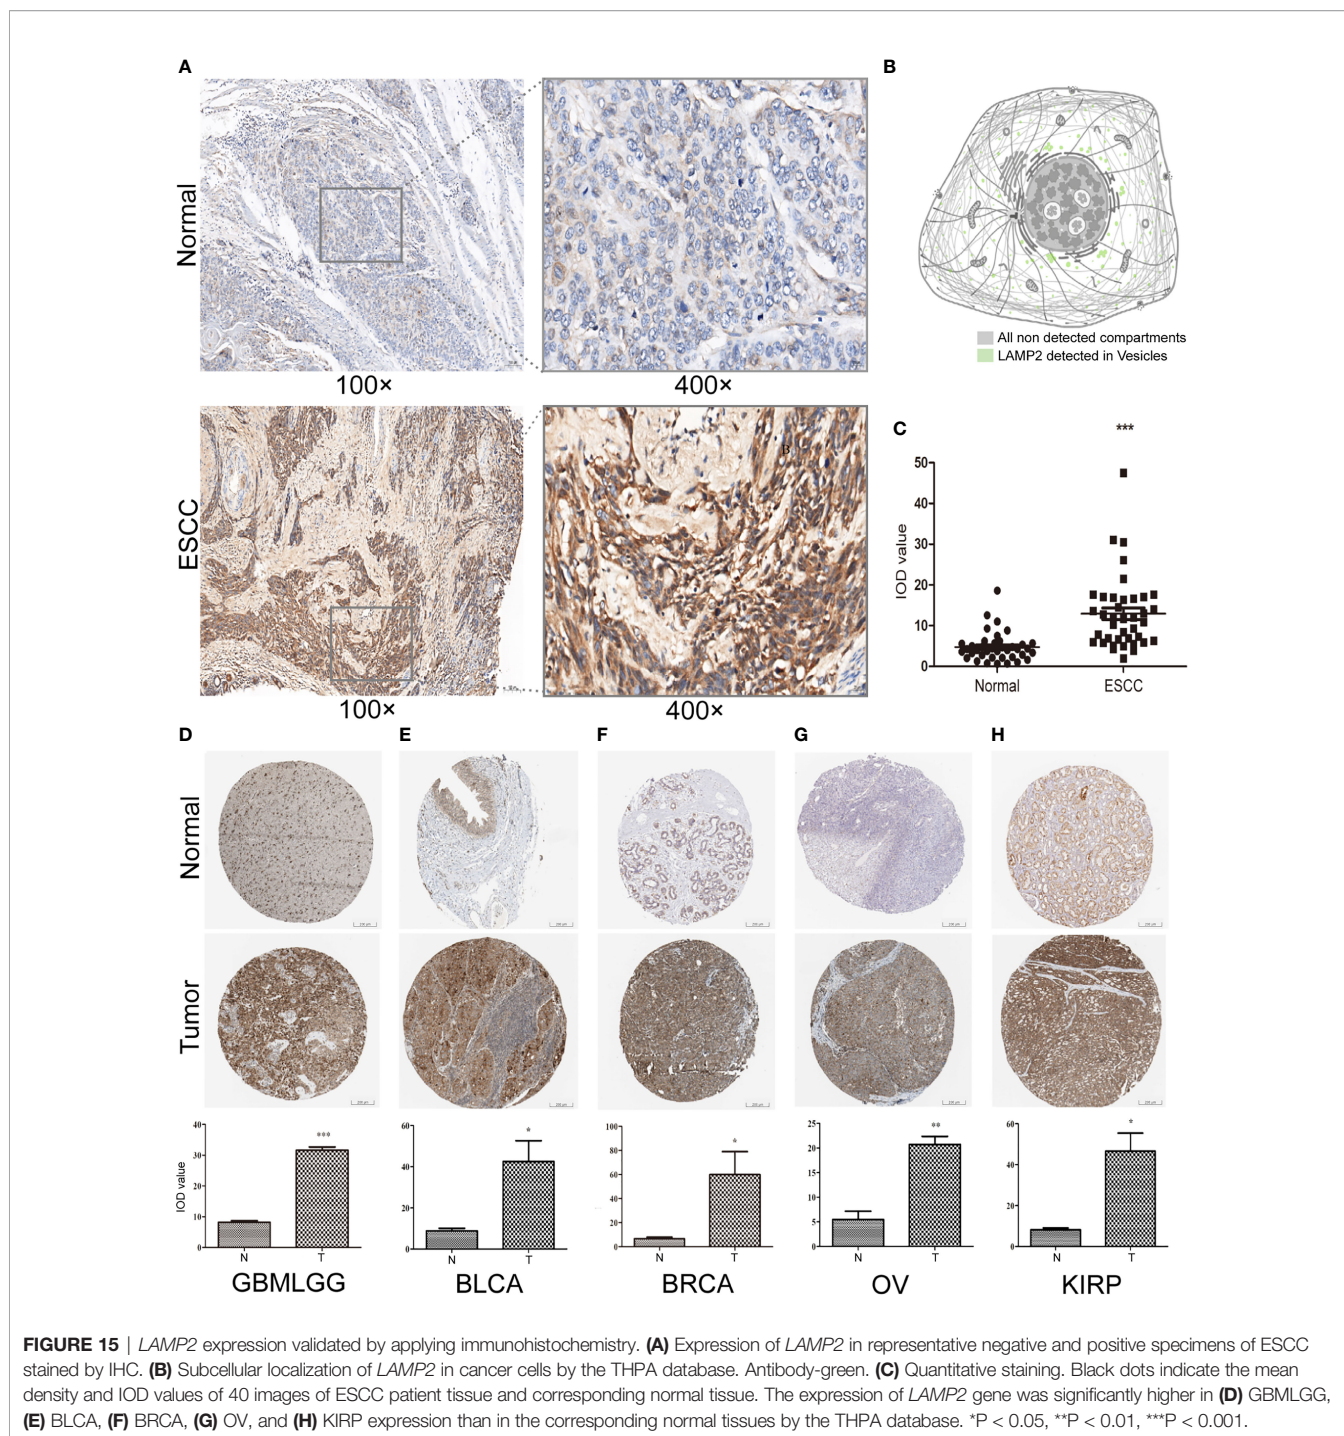 A
B
Normal
100×
400×
All non detected compartments
LAMP2 detected in Vesicles
ESCC
B
100×
400×
C
***
IOD value
50
40
30
20
10
0
Normal
ESCC
D
E
F
G
H
Normal
Tumor
IOD value
40
30
20
10
0
***
N
T
GBMLGG
60
40
20
0
*
N
T
BLCA
100
80
60
40
20
0
*
N
T
BRCA
25
20
15
10
5
0
**
N
T
OV
60
40
20
0
*
N
T
KIRP
FIGURE 15 | LAMP2 expression validated by applying immunohistochemistry. (A) Expression of LAMP2 in representative negative and positive specimens of ESCC
stained by IHC. (B) Subcellular localization of LAMP2 in cancer cells by the THPA database. Antibody-green. (C) Quantitative staining. Black dots indicate the mean
density and IOD values of 40 images of ESCC patient tissue and corresponding normal tissue. The expression of LAMP2 gene was significantly higher in (D) GBMLGG,
(E) BLCA, (F) BRCA, (G) OV, and (H) KIRP expression than in the corresponding normal tissues by the THPA database. *P < 0.05, **P < 0.01, ***P < 0.001.